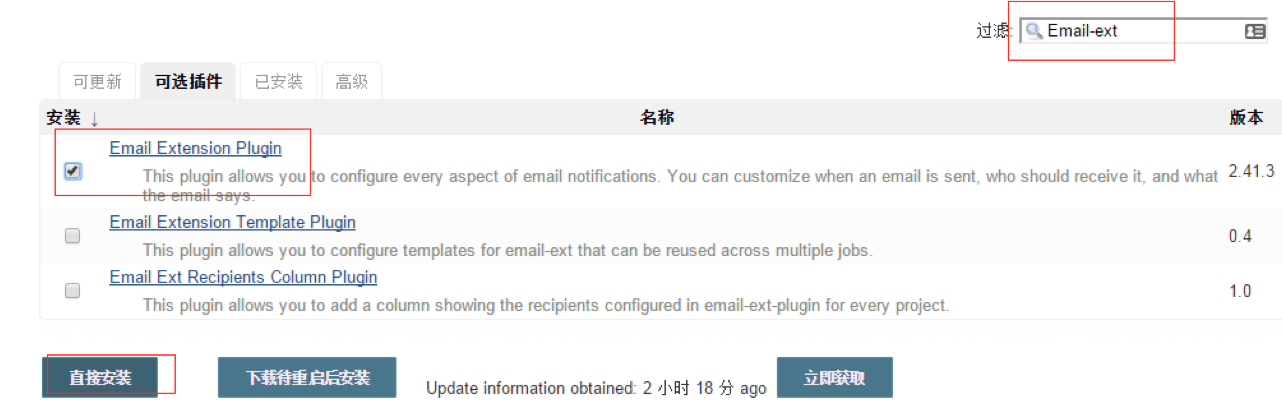 过滤: Email-ext
可更新 可选插件 已安装 高级
安装 ↓ 名称 版本
Email Extension Plugin
This plugin allows you to configure every aspect of email notifications. You can customize when an email is sent, who should receive it, and what 2.41.3
the email says.
Email Extension Template Plugin
This plugin allows you to configure templates for email-ext that can be reused across multiple jobs. 0.4
Email Ext Recipients Column Plugin
This plugin allows you to add a column showing the recipients configured in email-ext-plugin for every project. 1.0
直接安装 下载待重启后安装 Update information obtained: 2 小时 18 分 ago 立即获取